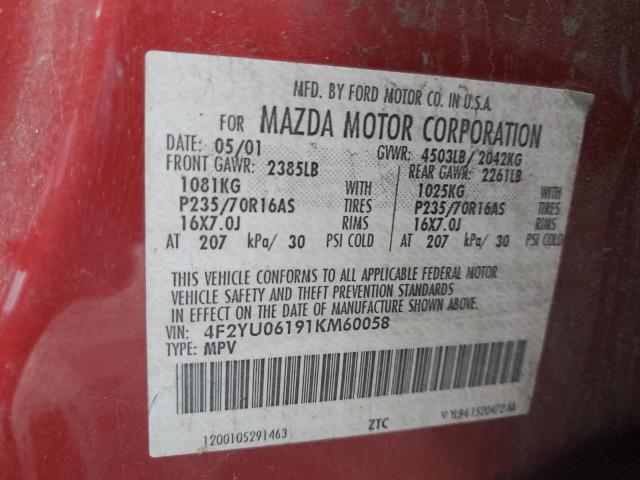 MFD. BY FORD MOTOR CO. IN U.S.A.
FOR MAZDA MOTOR CORPORATION
DATE: 05/01 GVWR: 4503LB/2042KG
FRONT GAWR: 2385LB REAR GAWR: 2261LB
1081KG WITH 1025KG WITH
P235/70R16AS TIRES P235/70R16AS TIRES
16X7.0J RIMS 16X7.0J RIMS
AT 207 kPa/30 PSI COLD AT 207 kPa/30 PSI COLD
THIS VEHICLE CONFORMS TO ALL APPLICABLE FEDERAL MOTOR
VEHICLE SAFETY AND THEFT PREVENTION STANDARDS
IN EFFECT ON THE DATE OF MANUFACTURE SHOWN ABOVE.
VIN: 4F2YU06191KM60058
TYPE: MPV
1200105291463 ZTC